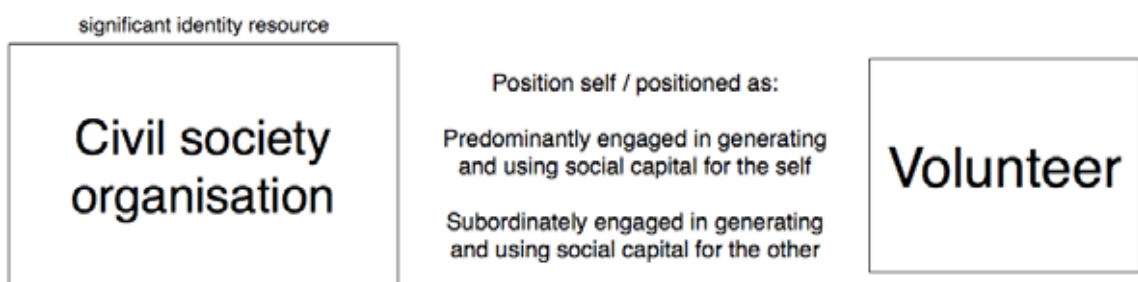 significant identity resource
Civil society
organisation
Position self / positioned as:
Predominantly engaged in generating
and using social capital for the self
Subordinately engaged in generating
and using social capital for the other
Volunteer